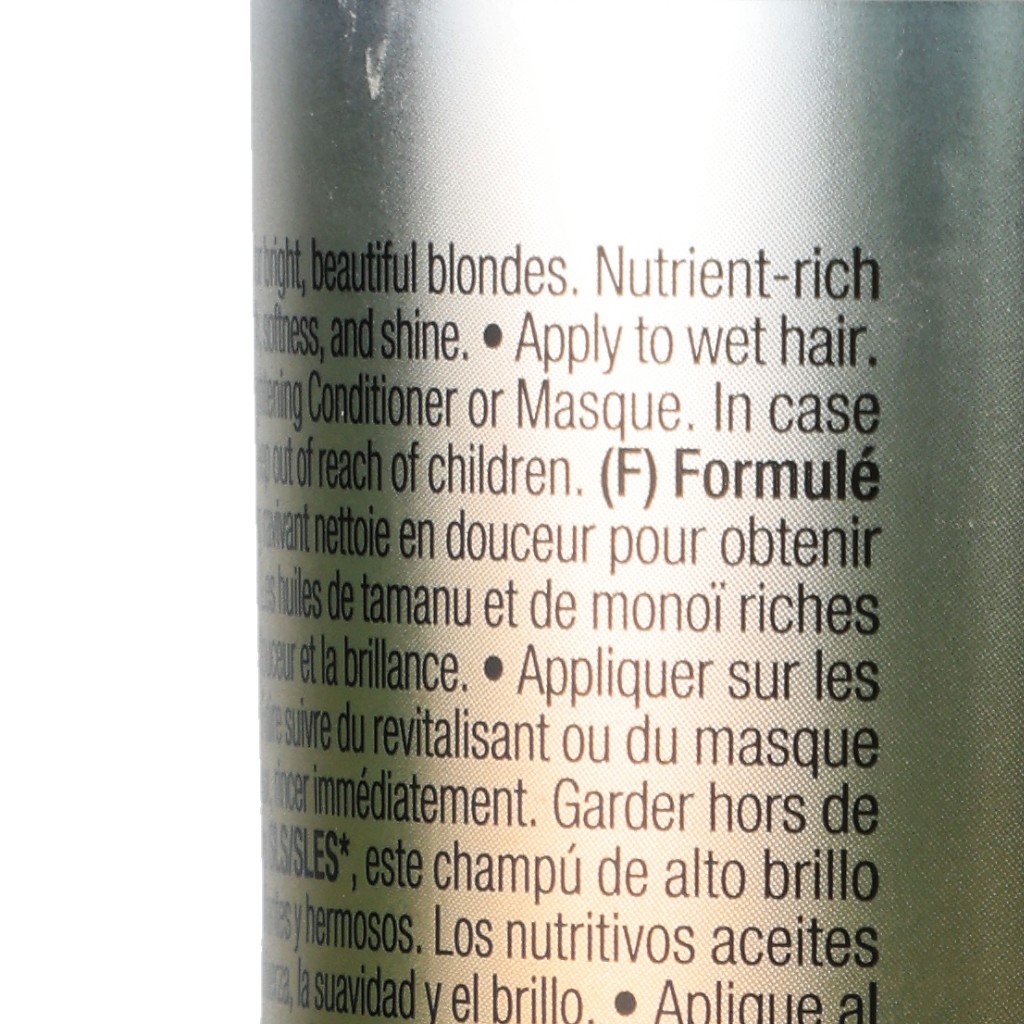 bright, beautiful blondes. Nutrient-rich
softness, and shine. • Apply to wet hair.
Conditioner or Masque. In case
out of reach of children. (F) Formulé
nettoie en douceur pour obtenir
huiles de tamanu et de monoï riches
et la brillance. • Appliquer sur les
suivre du revitalisant ou du masque
rincer immédiatement. Garder hors de
SLS/SLES*, este champú de alto brillo
y hermosos. Los nutritivos aceites
la suavidad y el brillo. • Aplique al